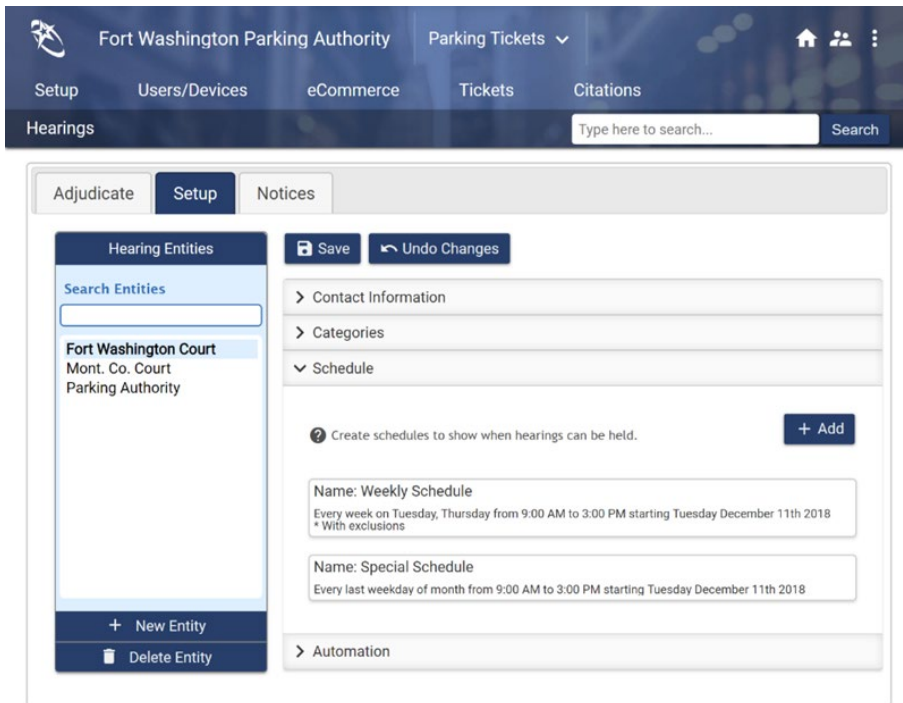 Fort Washington Parking Authority
Parking Tickets
Setup
Users/Devices
eCommerce
Tickets
Citations
Hearings
Type here to search...
Search
Adjudicate
Setup
Notices
Hearing Entities
Save
Undo Changes
Search Entities
Fort Washington Court
Mont. Co. Court
Parking Authority
+ New Entity
Delete Entity
Contact Information
Categories
Schedule
? Create schedules to show when hearings can be held.
+ Add
Name: Weekly Schedule
Every week on Tuesday, Thursday from 9:00 AM to 3:00 PM starting Tuesday December 11th 2018
* With exclusions
Name: Special Schedule
Every last weekday of month from 9:00 AM to 3:00 PM starting Tuesday December 11th 2018
Automation